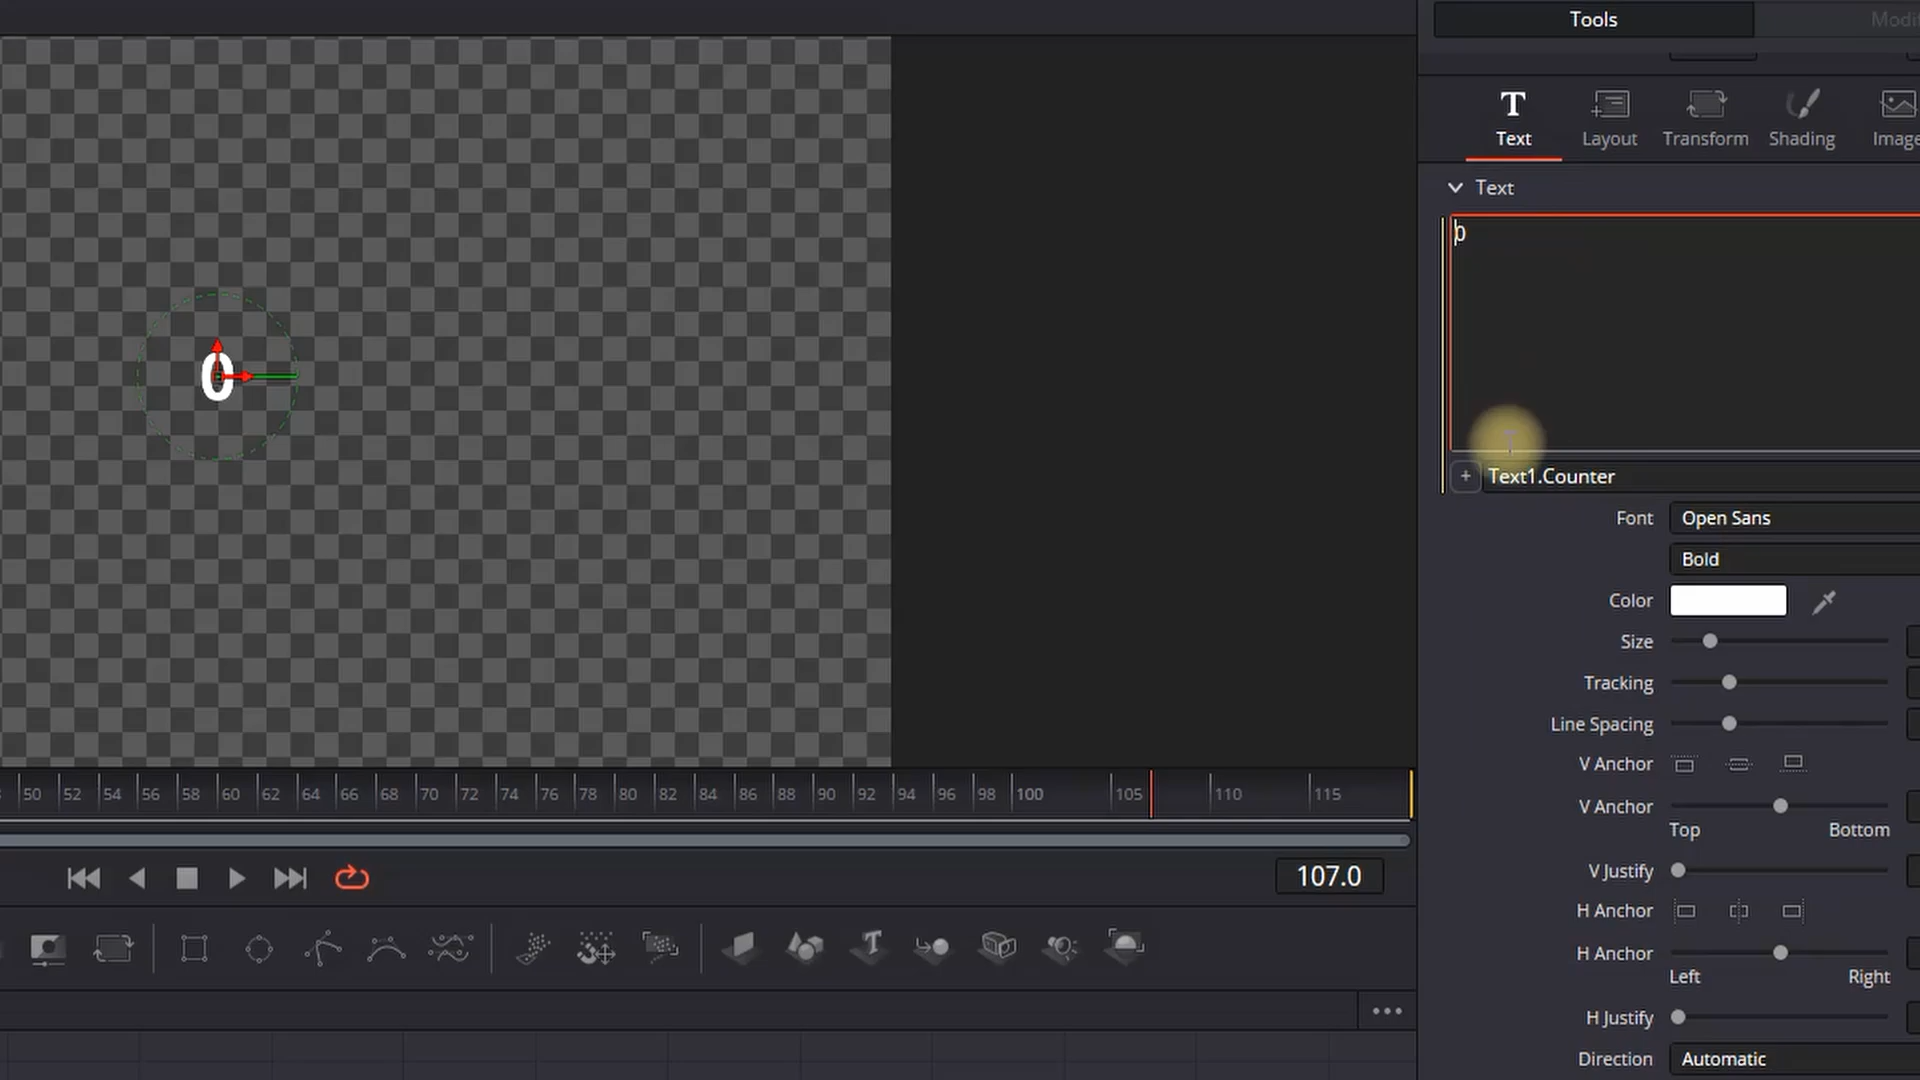 Tools
Modi
Text
Layout
Transform
Shading
Image
Text
0
Text1.Counter
Font
Open Sans
Bold
Color
Size
Tracking
Line Spacing
V Anchor
V Anchor
Top
Bottom
V Justify
H Anchor
H Anchor
Left
Right
H Justify
Direction
Automatic
0
50 52 54 56 58 60 62 64 66 68 70 72 74 76 78 80 82 84 86 88 90 92 94 96 98 100 105 110 115
107.0